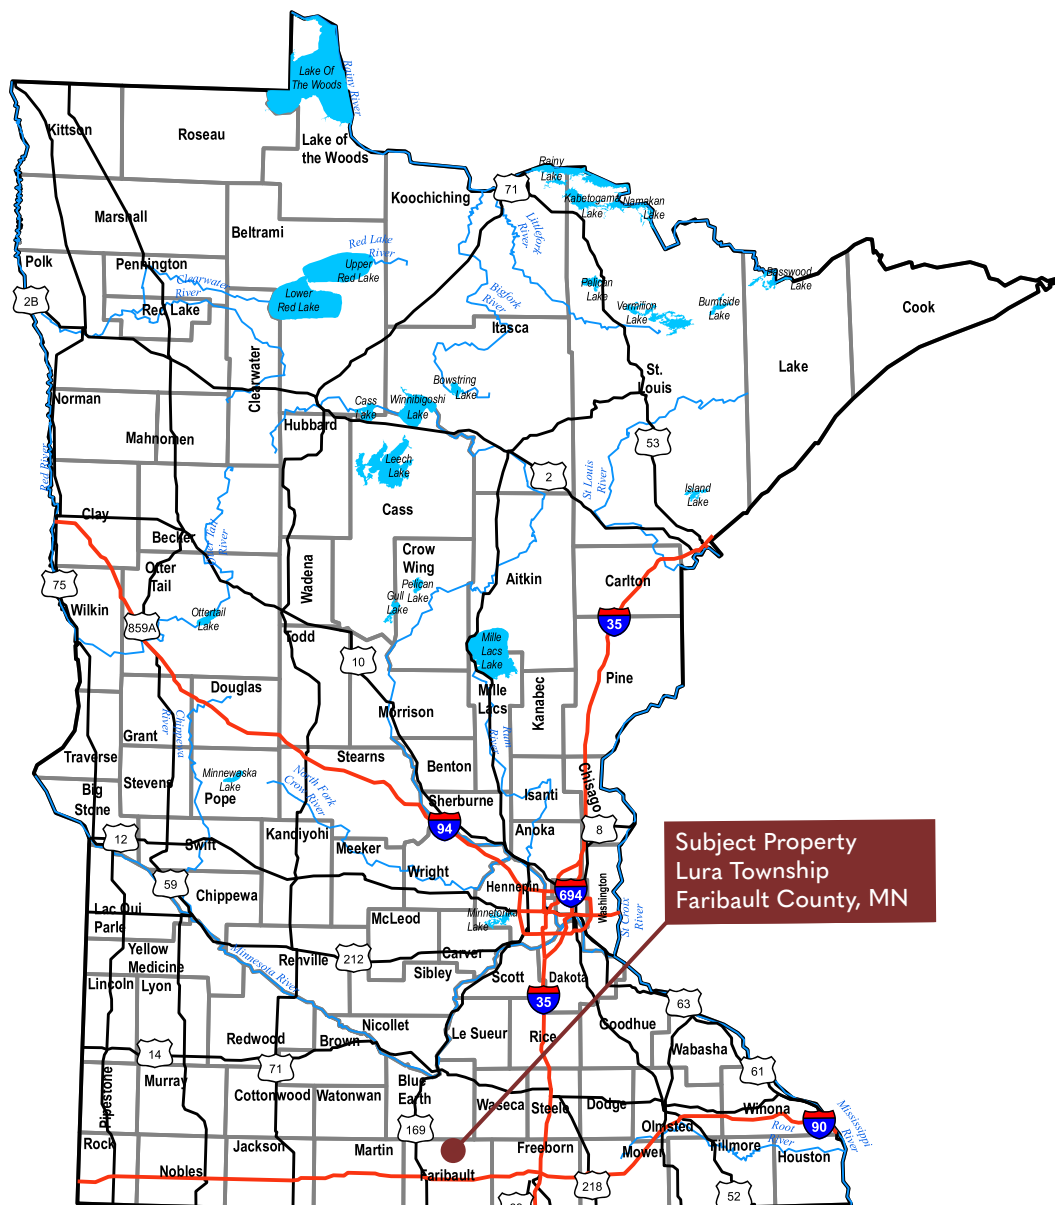 Lake Of
The Woods
Rainy River
Kittson
Roseau
Lake of
the Woods
Rainy
Lake
Koochiching
71
Kabetogama
Lake
Namakan
Lake
Marshall
Beltrami
Littlefork
River
Red Lake
River
Polk
Pennington
Upper
Red Lake
Clearwater
River
Basswood
Lake
Pelican
Lake
2B
Red Lake
Lower
Red Lake
Bigfork
River
Vermilion
Lake
Burntside
Lake
Cook
Itasca
Clearwater
St.
Louis
Lake
Norman
Bowstring
Lake
Cass
Lake
Winnibigoshi
Lake
Hubbard
Mahnomen
53
Red River
Leech
Lake
2
St Louis
River
Island
Lake
Clay
Cass
Becker
Otter Tail
River
Crow
Wing
Otter
Tail
Wadena
Aitkin
Carlton
75
Pelican
Lake
Gull
Lake
Wilkin
Ottertail
Lake
859A
35
Todd
Mille
Lacs
Lake
10
Pine
Douglas
Mille
Lacs
Kanabec
Morrison
Chippewa
River
Grant
Rum
River
Traverse
Stearns
Benton
Big
Stone
Stevens
Minnewaska
Lake
Pope
North Fork
Crow River
Chisago
Isanti
Sherburne
94
Anoka
8
12
Swift
Kandiyohi
Meeker
Subject Property
Lura Township
Faribault County, MN
Wright
59
Chippewa
Hennepin
694
Washington
Lac Qui
Parle
McLeod
Minnetonka
Lake
St Croix
River
Yellow
Medicine
Minnesota River
Renville
212
Carver
Sibley
Scott
Dakota
Lincoln
Lyon
35
63
Nicollet
Goodhue
Redwood
Brown
Le Sueur
Rice
Wabasha
14
71
61
Pipestone
Murray
Cottonwood
Watonwan
Blue
Earth
Waseca
Steele
Dodge
Winona
Olmsted
90
Mississippi
River
169
Root
River
Rock
Jackson
Martin
Freeborn
Mower
Fillmore
Houston
Nobles
Faribault
218
52